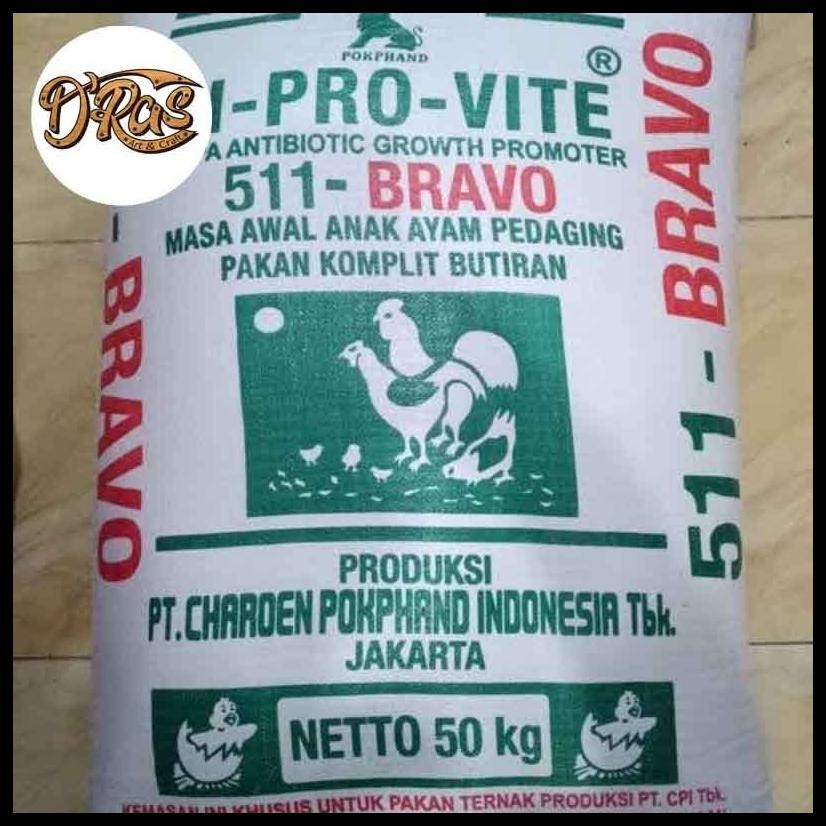 D'Ras
Art & Craft
POKPHAND
I-PRO-VITE ®
A ANTIBIOTIC GROWTH PROMOTER
511- BRAVO
MASA AWAL ANAK AYAM PEDAGING
PAKAN KOMPLIT BUTIRAN
- BRAVO
511 - BRAVO
PRODUKSI
PT. CHAROEN POKPHAND INDONESIA Tbk.
JAKARTA
NETTO 50 kg
KEMASAN INI KHUSUS UNTUK PAKAN TERNAK PRODUKSI PT. CPI Tbk.